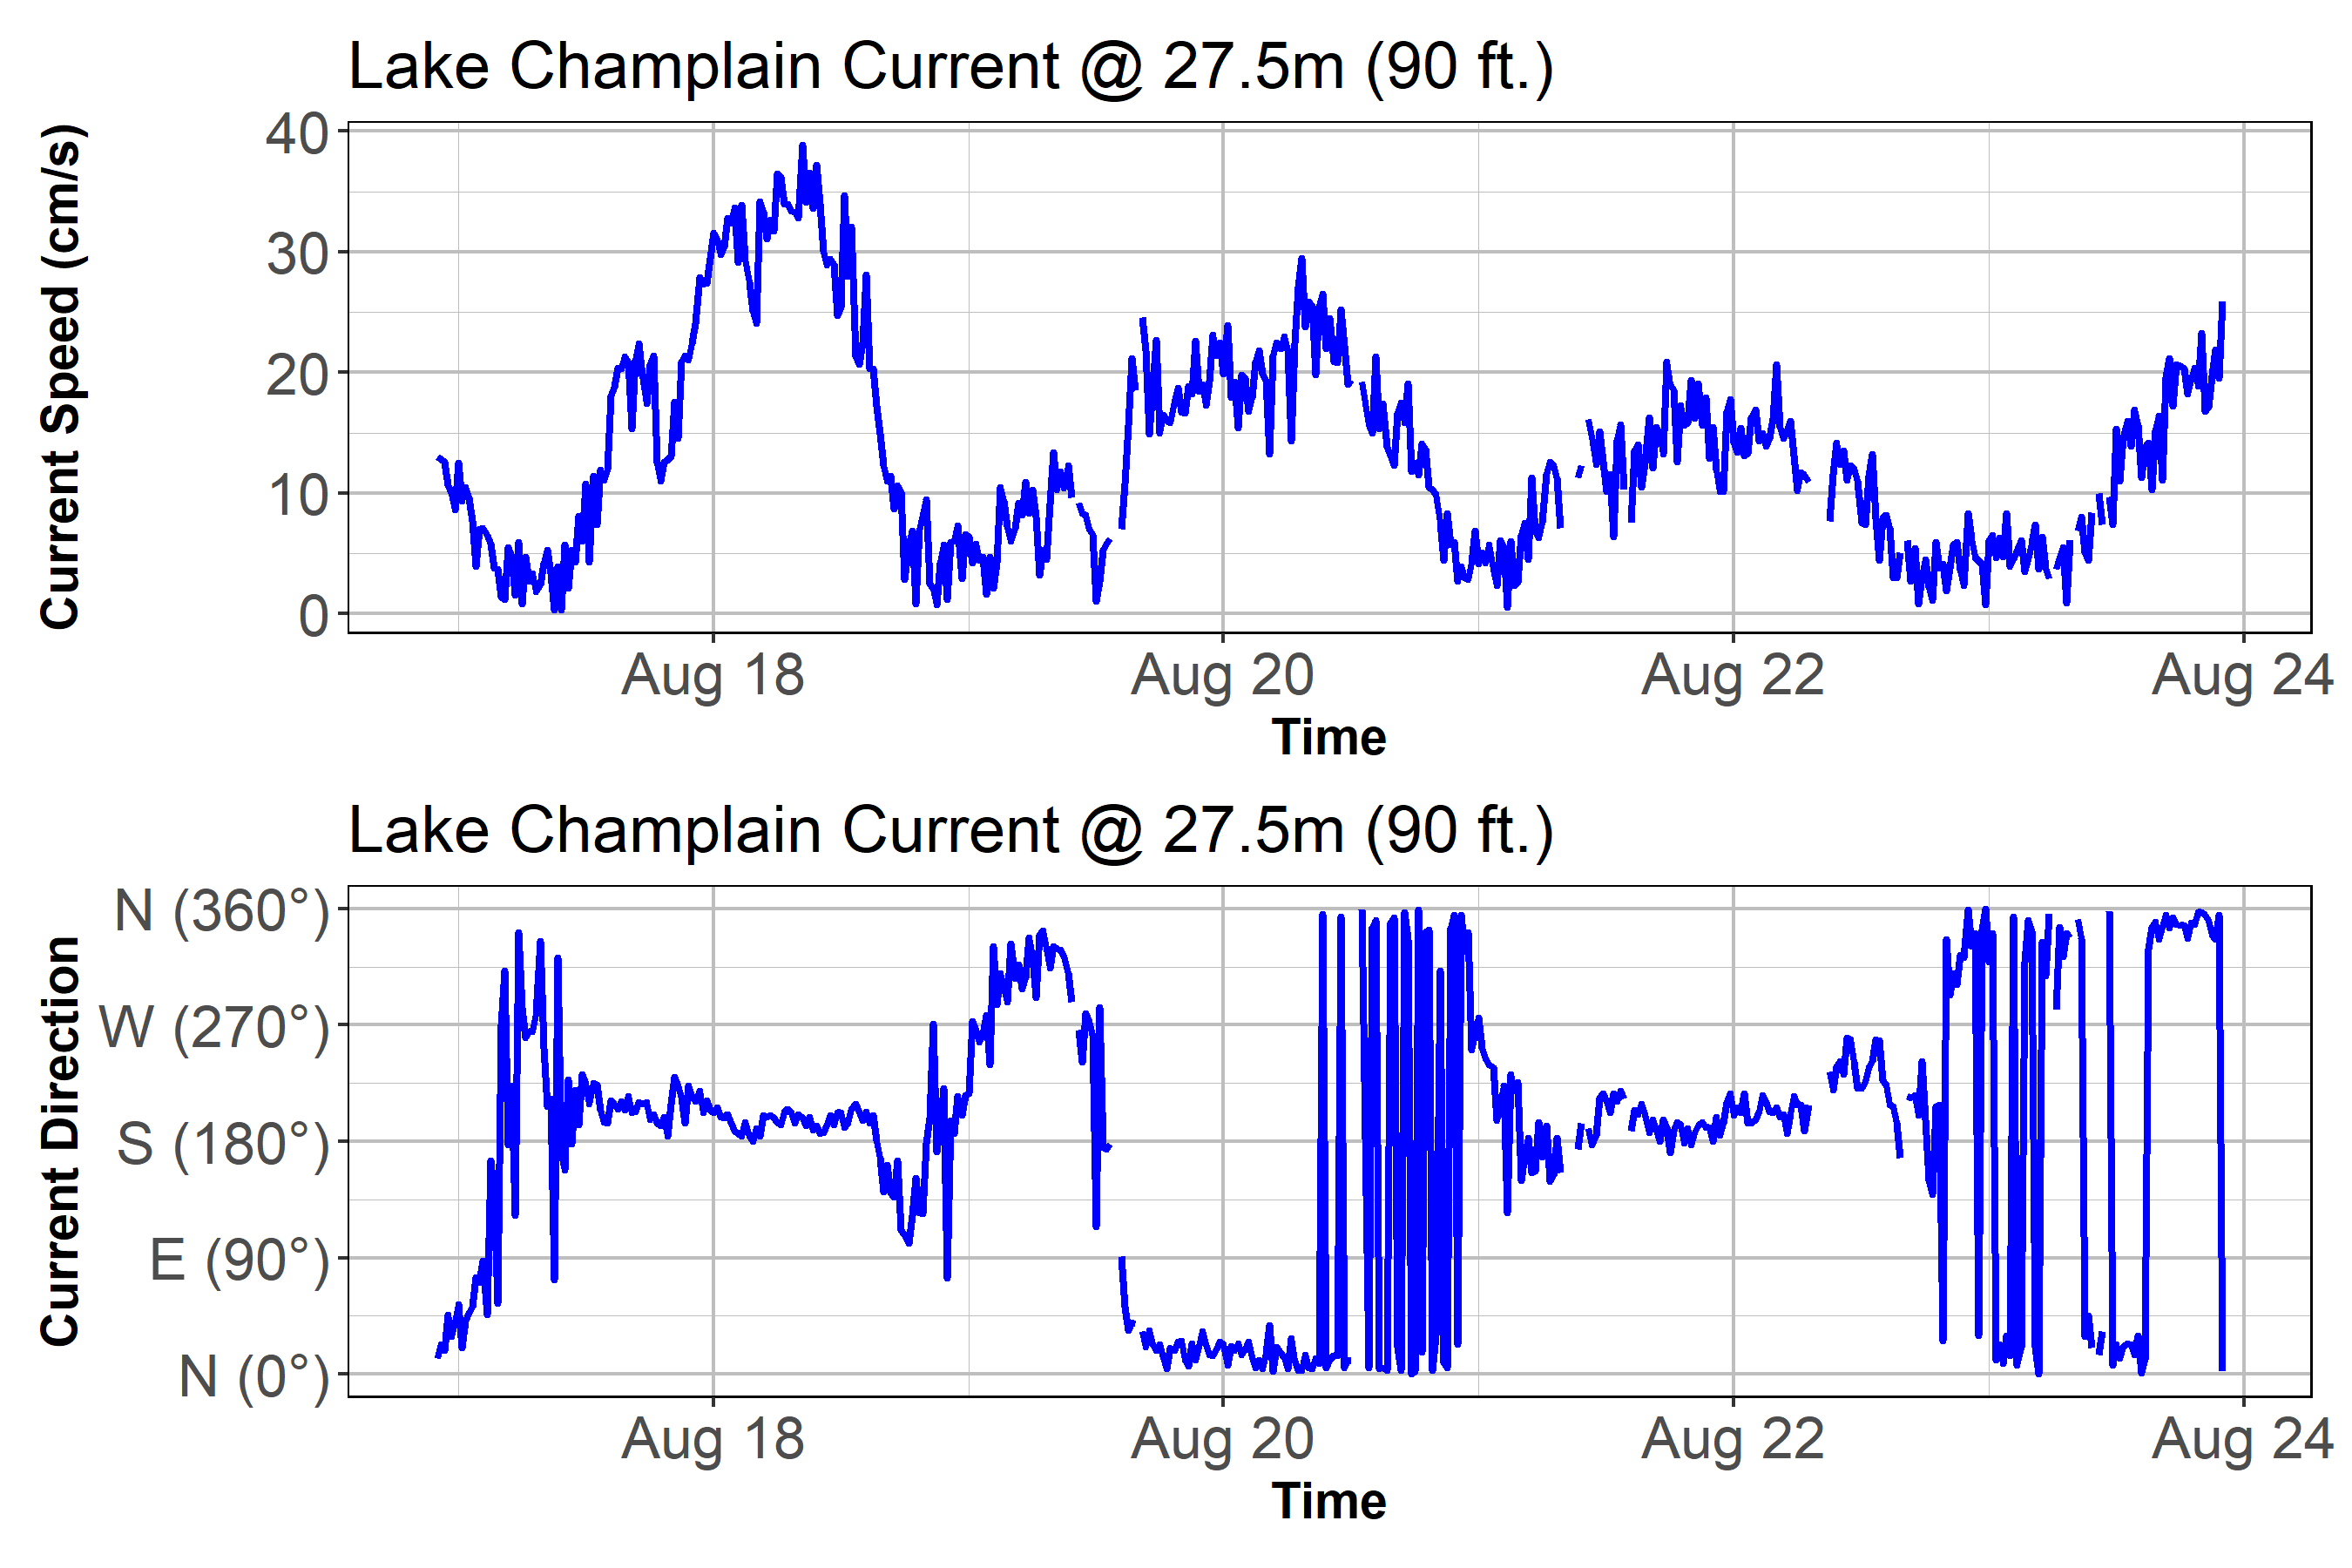 Lake Champlain Current @ 27.5m (90 ft.)
Current Speed (cm/s)
40
30
20
10
0
Aug 18 Aug 20 Aug 22 Aug 24
Time
Lake Champlain Current @ 27.5m (90 ft.)
Current Direction
N (360°)
W (270°)
S (180°)
E (90°)
N (0°)
Aug 18 Aug 20 Aug 22 Aug 24
Time